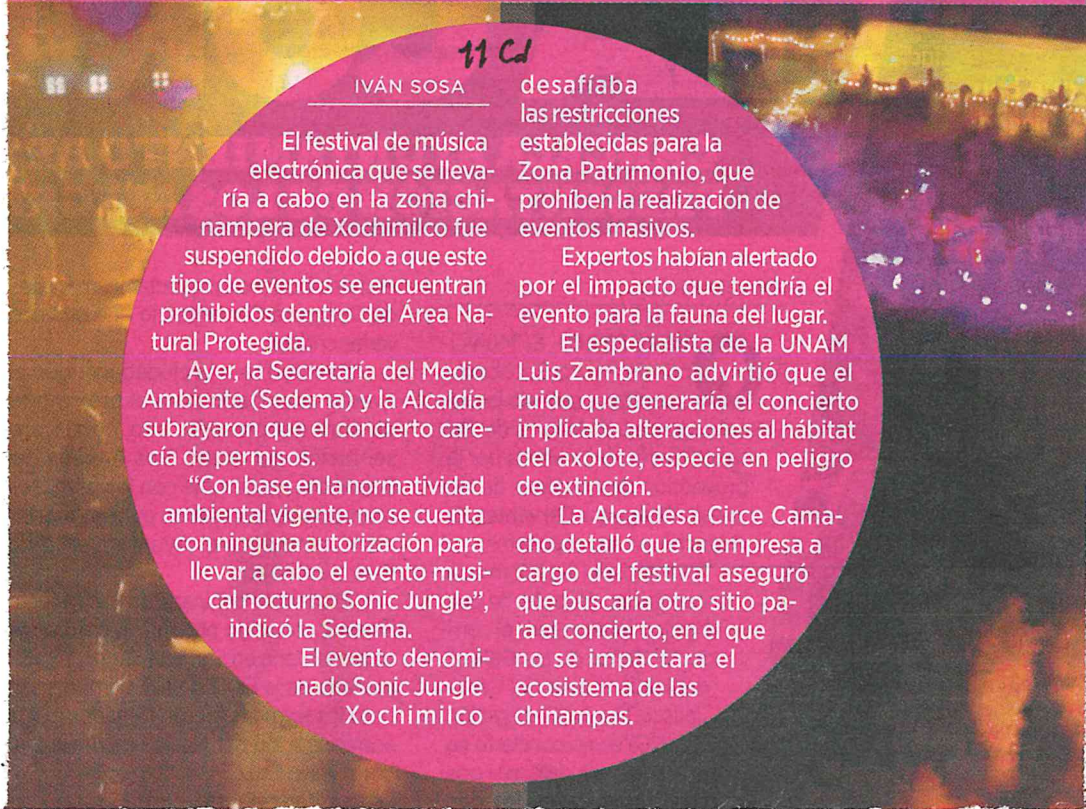 11 Cd
IVÁN SOSA
El festival de música
electrónica que se lleva-
ría a cabo en la zona chi-
nampera de Xochimilco fue
suspendido debido a que este
tipo de eventos se encuentran
prohibidos dentro del Área Na-
tural Protegida.
Ayer, la Secretaría del Medio
Ambiente (Sedema) y la Alcaldía
subrayaron que el concierto care-
cía de permisos.
“Con base en la normatividad
ambiental vigente, no se cuenta
con ninguna autorización para
llevar a cabo el evento musi-
cal nocturno Sonic Jungle”,
indicó la Sedema.
El evento denomi-
nado Sonic Jungle
Xochimilco
desafíaba
las restricciones
establecidas para la
Zona Patrimonio, que
prohíben la realización de
eventos masivos.
Expertos habían alertado
por el impacto que tendría el
evento para la fauna del lugar.
El especialista de la UNAM
Luis Zambrano advirtió que el
ruido que generaría el concierto
implicaba alteraciones al hábitat
del axolote, especie en peligro
de extinción.
La Alcaldesa Circe Cama-
cho detalló que la empresa a
cargo del festival aseguró
que buscaría otro sitio pa-
ra el concierto, en el que
no se impactara el
ecosistema de las
chinampas.